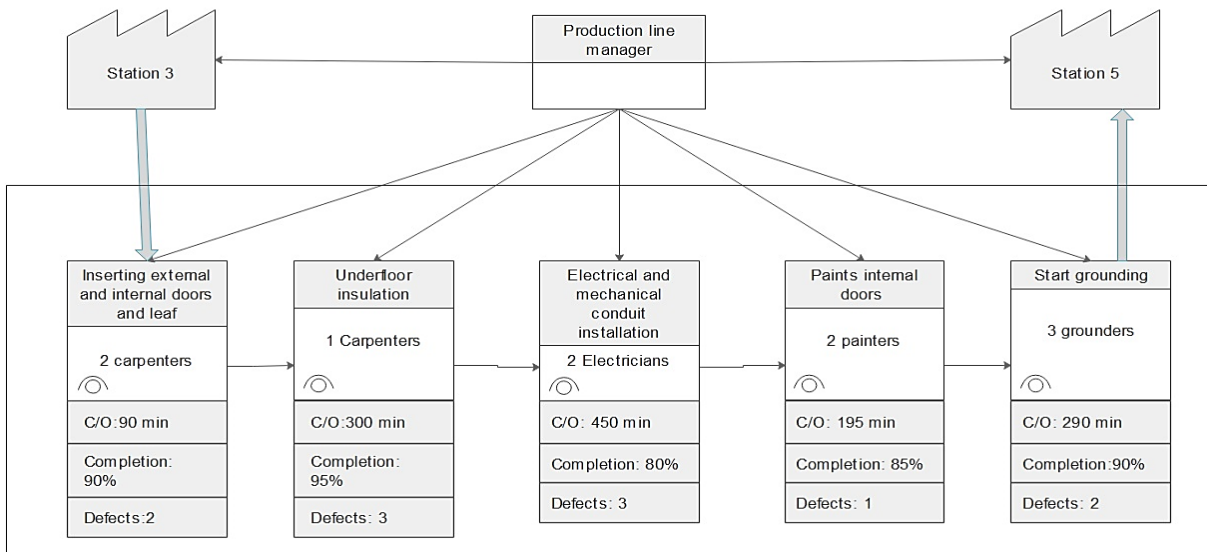 Station 3
Production line
manager
Station 5
Inserting external
and internal doors
and leaf
2 carpenters
C/O:90 min
Completion:
90%
Defects:2
Underfloor
insulation
1 Carpenters
C/O:300 min
Completion:
95%
Defects: 3
Electrical and
mechanical
conduit
installation
2 Electricians
C/O: 450 min
Completion: 80%
Defects: 3
Paints internal
doors
2 painters
C/O: 195 min
Completion: 85%
Defects: 1
Start grounding
3 grounders
C/O: 290 min
Completion:90%
Defects: 2